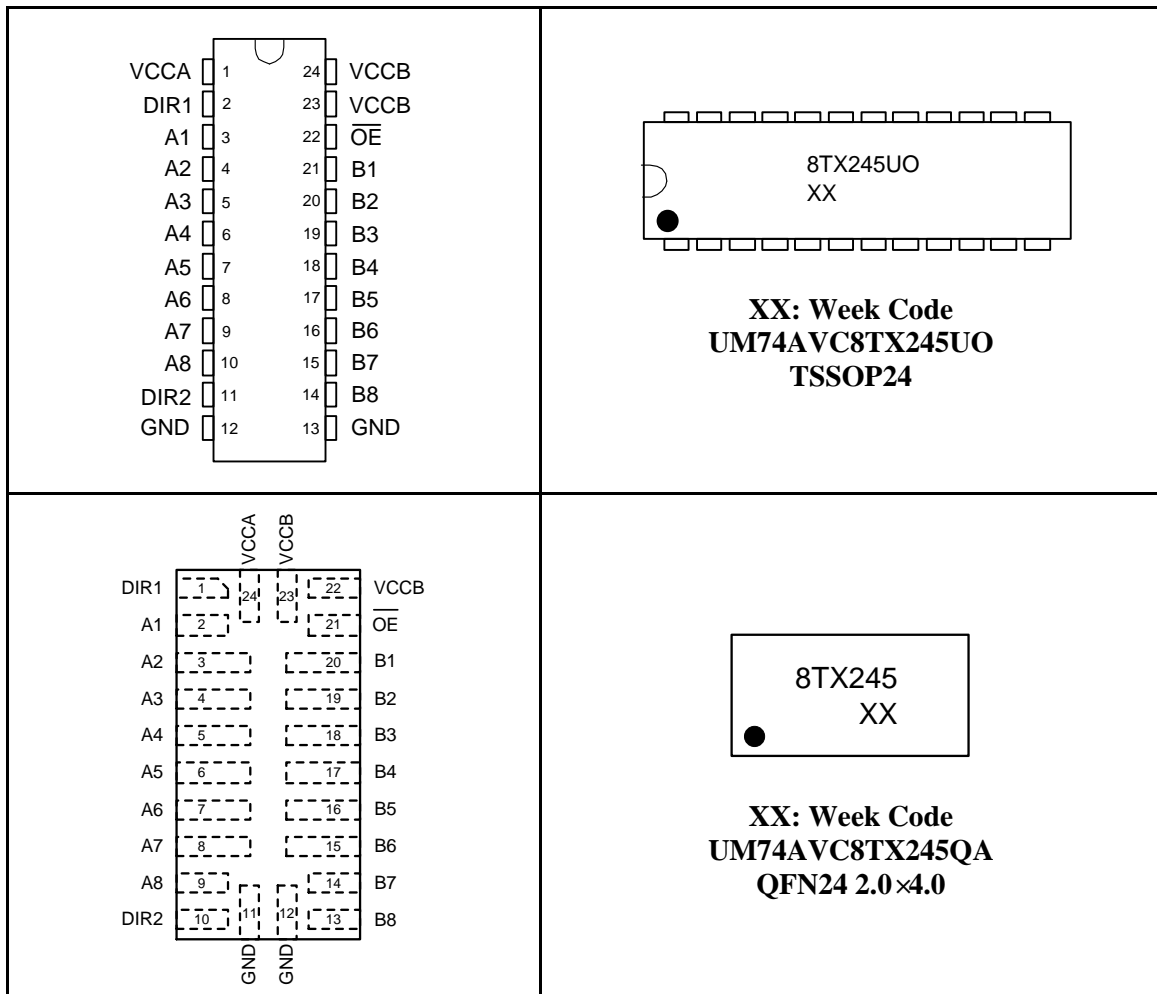 VCCA 1 24 VCCB
DIR1 2 23 VCCB
A1 3 22 OE
A2 4 21 B1
A3 5 20 B2
A4 6 19 B3
A5 7 18 B4
A6 8 17 B5
A7 9 16 B6
A8 10 15 B7
DIR2 11 14 B8
GND 12 13 GND
8TX245UO
XX
XX: Week Code
UM74AVC8TX245UO
TSSOP24
VCCA VCCB
DIR1 1 24 23 22 VCCB
A1 2 21 OE
A2 3 20 B1
A3 4 19 B2
A4 5 18 B3
A5 6 17 B4
A6 7 16 B5
A7 8 15 B6
A8 9 14 B7
DIR2 10 11 12 13 B8
GND GND
8TX245
XX
XX: Week Code
UM74AVC8TX245QA
QFN24 2.0×4.0